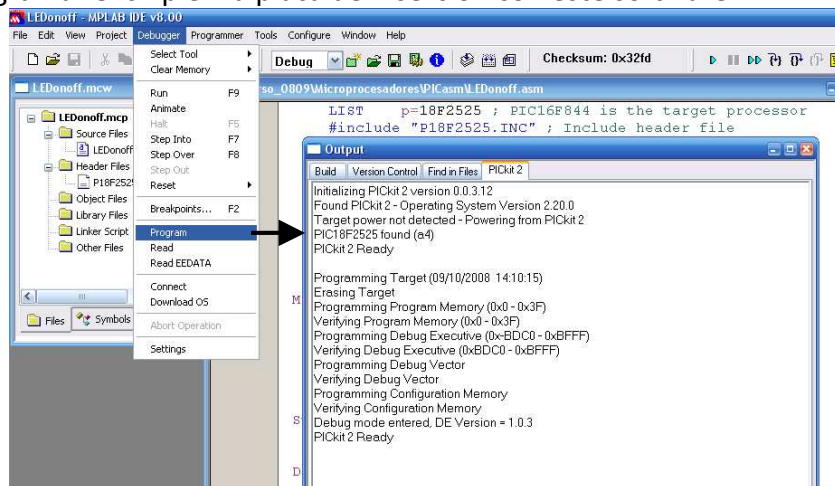 LEDonoff - MPLAB IDE v8.00
File Edit View Project Debugger Programmer Tools Configure Window Help
Debug
Checksum: 0x32fd
Select Tool
Clear Memory
Run F9
Animate
Halt F5
Step Into F7
Step Over F8
Step Out
Reset
Breakpoints... F2
Program
Read
Read EEDATA
Connect
Download OS
Abort Operation
Settings
LEDonoff.mcw
LEDonoff.mcp
Source Files
LEDonoff
Header Files
P18F252
Object Files
Library Files
Linker Script
Other Files
Files Symbols
rso_0809\Microprocesadores\PICasm\LEDonoff.asm
LIST p=18F2525 ; PIC16F844 is the target processor
#include "P18F2525.INC" ; Include header file
M
S
D
Output
Build Version Control Find in Files PICkit 2
Initializing PICkit 2 version 0.0.3.12
Found PICkit 2 - Operating System Version 2.20.0
Target power not detected - Powering from PICkit 2
PIC18F2525 found (a4)
PICkit 2 Ready
Programming Target (09/10/2008 14:10:15)
Erasing Target
Programming Program Memory (0x0 - 0x3F)
Verifying Program Memory (0x0 - 0x3F)
Programming Debug Executive (0x-BDC0 - 0xBFFF)
Verifying Debug Executive (0xBDC0 - 0xBFFF)
Programming Debug Vector
Verifying Debug Vector
Programming Configuration Memory
Verifying Configuration Memory
Debug mode entered, DE Version = 1.0.3
PICkit 2 Ready